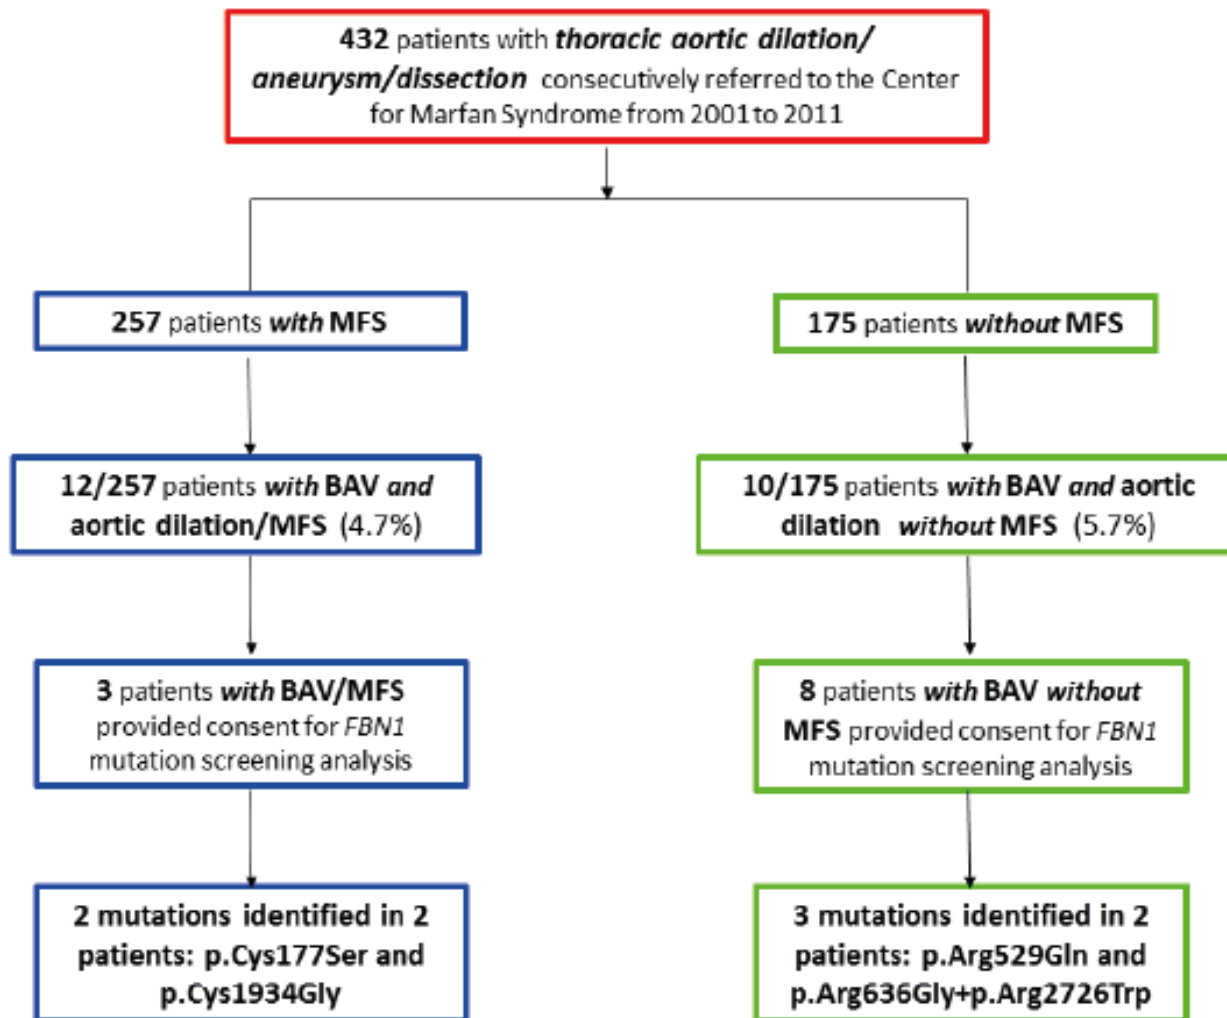 432 patients with thoracic aortic dilation/
aneurysm/dissection consecutively referred to the Center
for Marfan Syndrome from 2001 to 2011
257 patients with MFS
175 patients without MFS
12/257 patients with BAV and
aortic dilation/MFS (4.7%)
10/175 patients with BAV and aortic
dilation without MFS (5.7%)
3 patients with BAV/MFS
provided consent for FBN1
mutation screening analysis
8 patients with BAV without
MFS provided consent for FBN1
mutation screening analysis
2 mutations identified in 2
patients: p.Cys177Ser and
p.Cys1934Gly
3 mutations identified in 2
patients: p.Arg529Gln and
p.Arg636Gly+p.Arg2726Trp